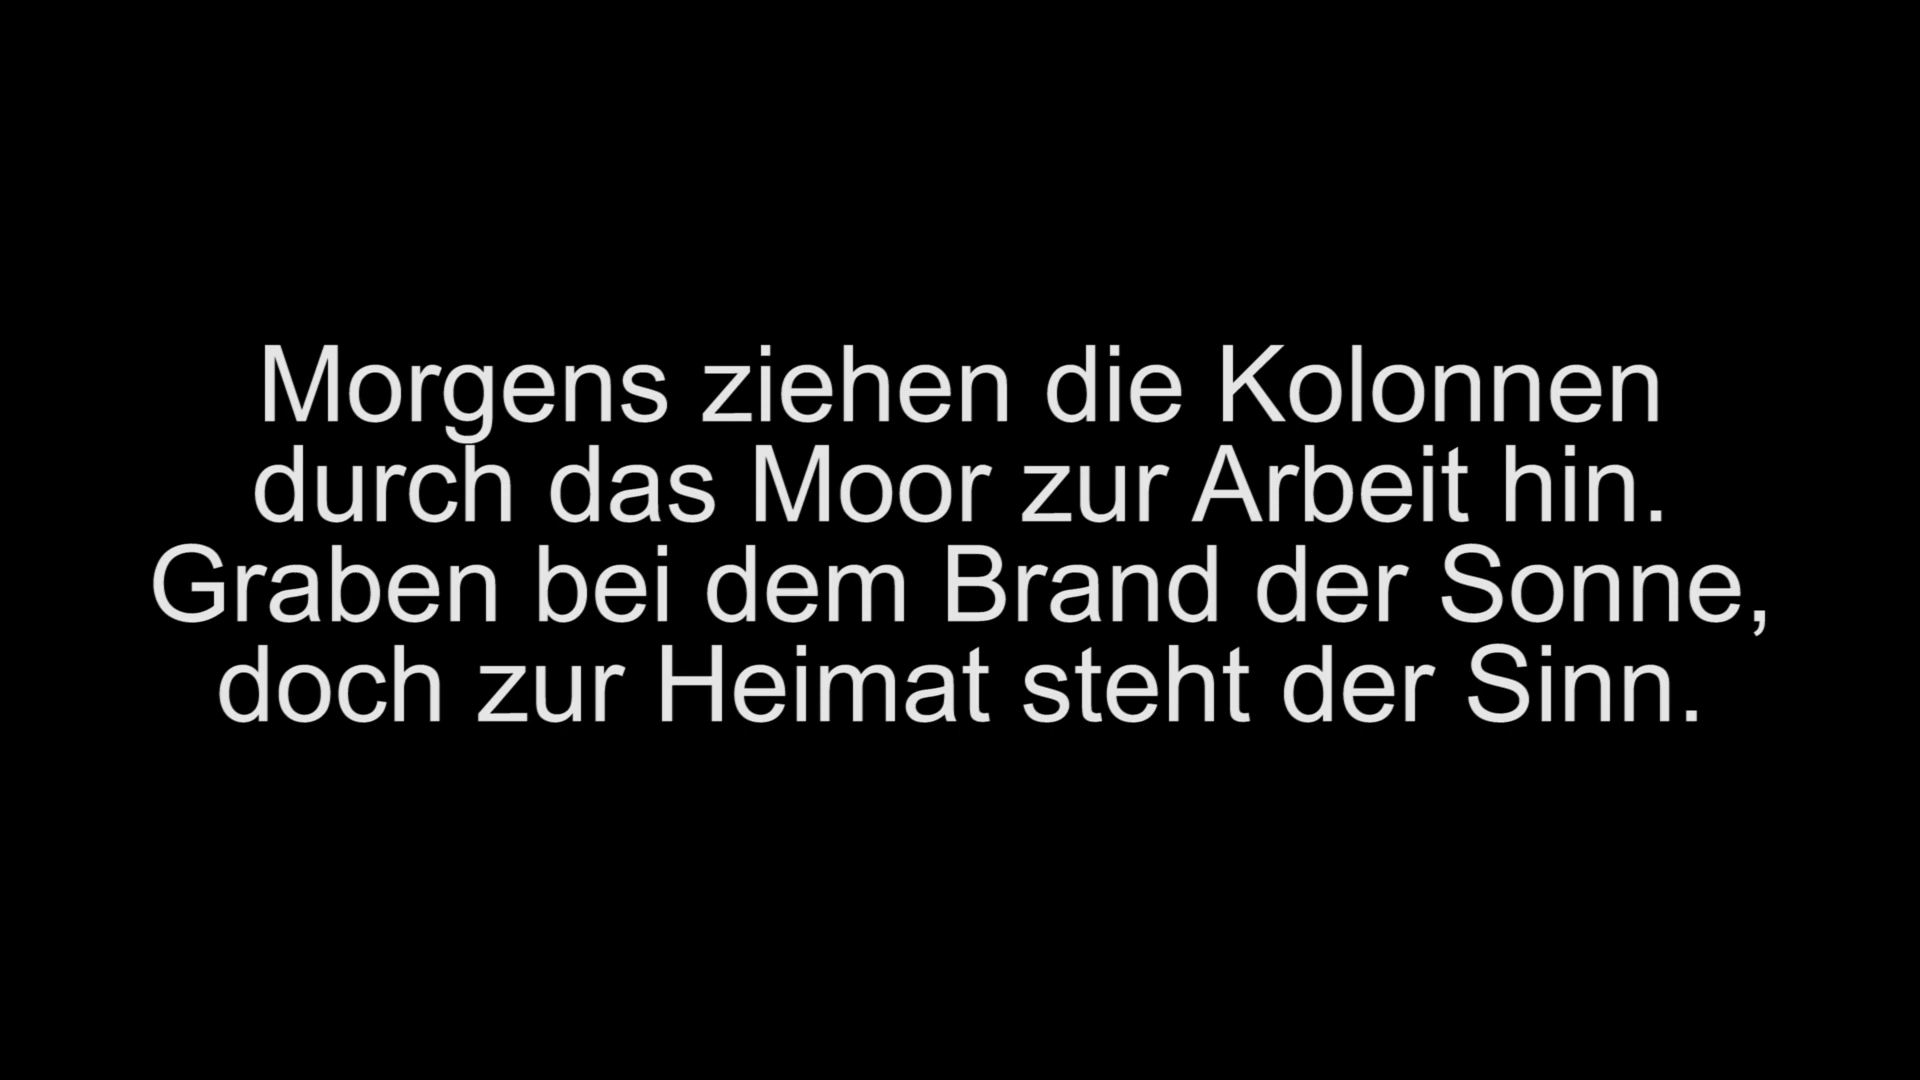 Morgens ziehen die Kolonnen
durch das Moor zur Arbeit hin.
Graben bei dem Brand der Sonne,
doch zur Heimat steht der Sinn.